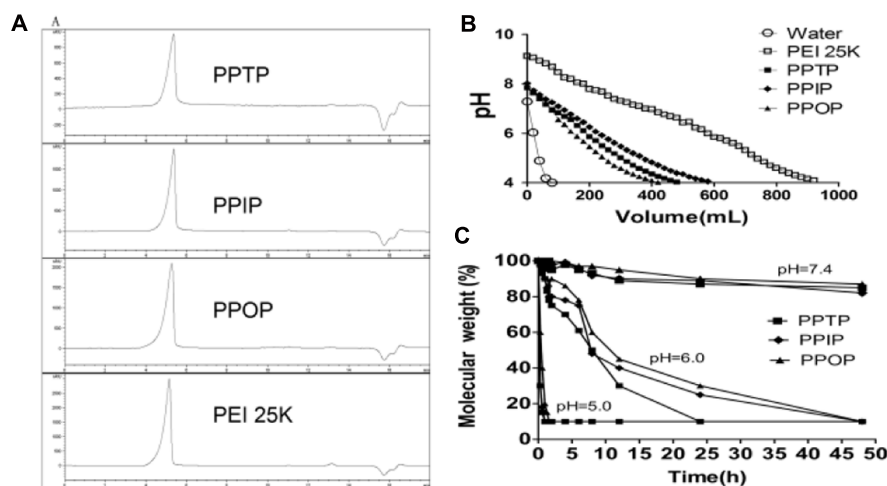 A
A
PPTP
PPIP
PPOP
PEI 25K
B
pH
10
8
6
4
0 200 400 600 800 1000
Volume(mL)
Water
PEI 25K
PPTP
PPIP
PPOP
C
Molecular weight (%)
100
80
60
40
20
0
pH=7.4
PPTP
PPIP
PPOP
pH=6.0
pH=5.0
0 5 10 15 20 25 30 35 40 45 50
Time(h)